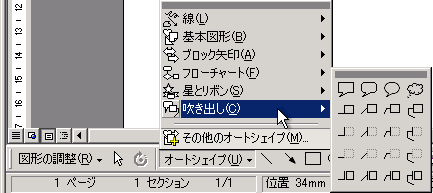 線(L)
基本図形(B)
ブロック矢印(A)
フローチャート(F)
星とリボン(S)
吹き出し(C)
その他のオートシェイプ(M)...
図形の調整(R)
オートシェイプ(U)
1 ページ 1 セクション 1/1 位置 34mm
12
14
16